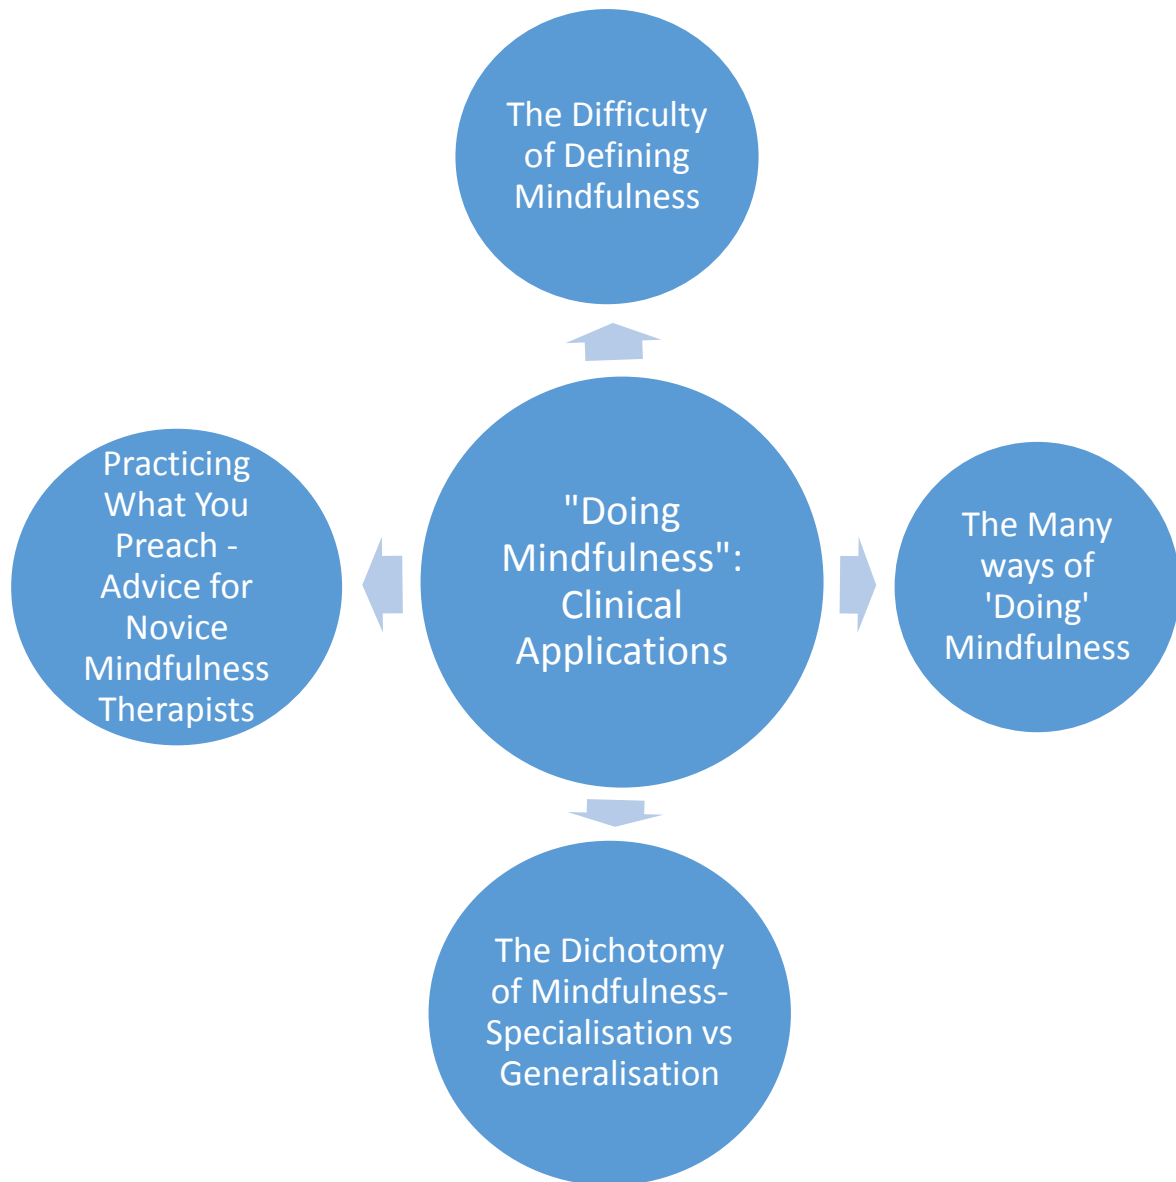 The Difficulty
of Defining
Mindfulness
Practicing
What You
Preach -
Advice for
Novice
Mindfulness
Therapists
"Doing
Mindfulness":
Clinical
Applications
The Many
ways of
'Doing'
Mindfulness
The Dichotomy
of Mindfulness-
Specialisation vs
Generalisation